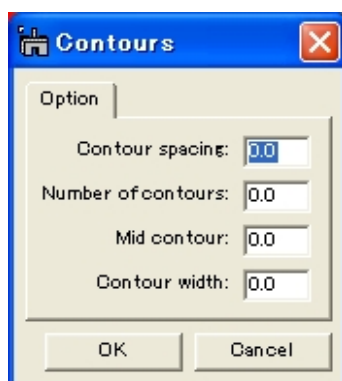 Contours
Option
Contour spacing: 0.0
Number of contours: 0.0
Mid contour: 0.0
Contour width: 0.0
OK Cancel